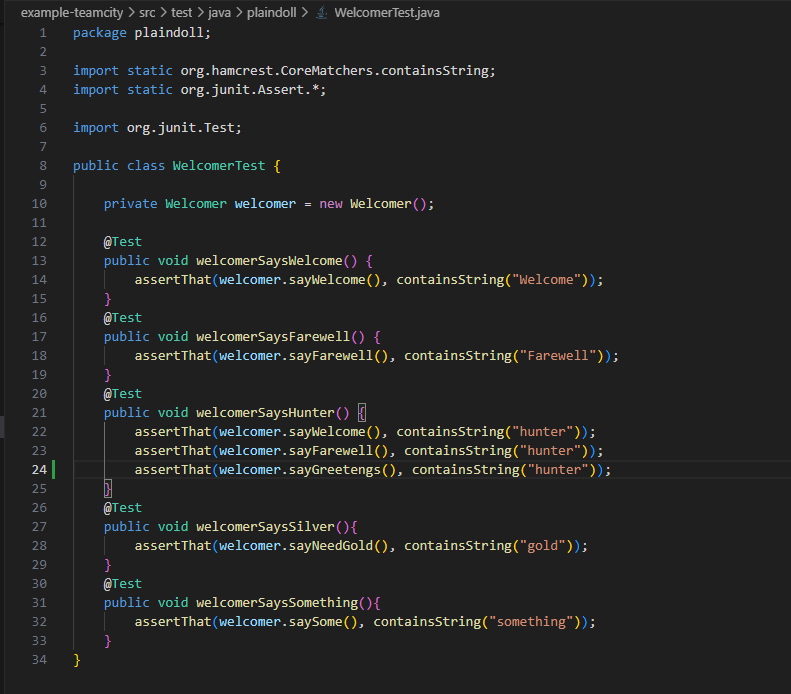 example-teamcity > src > test > java > plaindoll > WelcomerTest.java
1 package plaindoll;
2
3 import static org.hamcrest.CoreMatchers.containsString;
4 import static org.junit.Assert.*;
5
6 import org.junit.Test;
7
8 public class WelcomerTest {
9
10     private Welcomer welcomer = new Welcomer();
11
12     @Test
13     public void welcomerSaysWelcome() {
14         assertThat(welcomer.sayWelcome(), containsString("Welcome"));
15     }
16     @Test
17     public void welcomerSaysFarewell() {
18         assertThat(welcomer.sayFarewell(), containsString("Farewell"));
19     }
20     @Test
21     public void welcomerSaysHunter() {
22         assertThat(welcomer.sayWelcome(), containsString("hunter"));
23         assertThat(welcomer.sayFarewell(), containsString("hunter"));
24         assertThat(welcomer.sayGreetengs(), containsString("hunter"));
25     }
26     @Test
27     public void welcomerSaysSilver(){
28         assertThat(welcomer.sayNeedGold(), containsString("gold"));
29     }
30     @Test
31     public void welcomerSaysSomething(){
32         assertThat(welcomer.saySome(), containsString("something"));
33     }
34 }